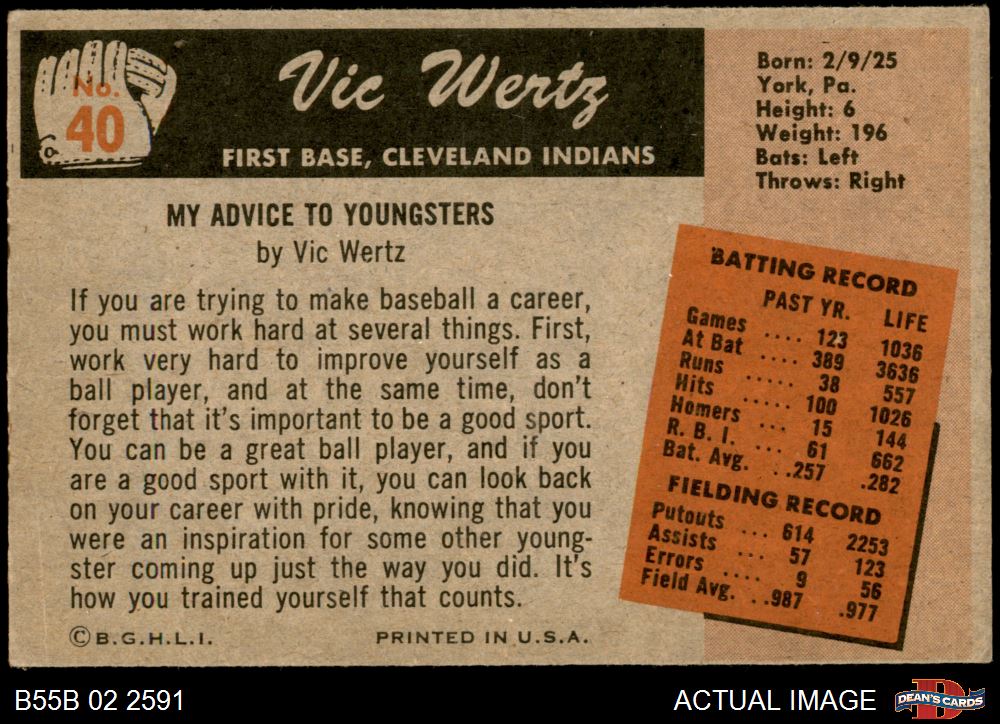 No.
40
Vic Wertz
FIRST BASE, CLEVELAND INDIANS
Born: 2/9/25
York, Pa.
Height: 6
Weight: 196
Bats: Left
Throws: Right
MY ADVICE TO YOUNGSTERS
by Vic Wertz
If you are trying to make baseball a career,
you must work hard at several things. First,
work very hard to improve yourself as a
ball player, and at the same time, don't
forget that it's important to be a good sport.
You can be a great ball player, and if you
are a good sport with it, you can look back
on your career with pride, knowing that you
were an inspiration for some other young-
ster coming up just the way you did. It's
how you trained yourself that counts.
©B.G.H.L.I. PRINTED IN U.S.A.
BATTING RECORD
PAST YR. LIFE
Games .... 123 1036
At Bat .... 389 3636
Runs ..... 38 557
Hits ...... 100 1026
Homers ... 15 144
R. B. I. ... 61 662
Bat. Avg. ..257 .282
FIELDING RECORD
Putouts ... 614 2253
Assists ... 57 123
Errors .... 9 56
Field Avg. ..987 .977
B55B 02 2591 ACTUAL IMAGE
D
DEAN'S CARDS